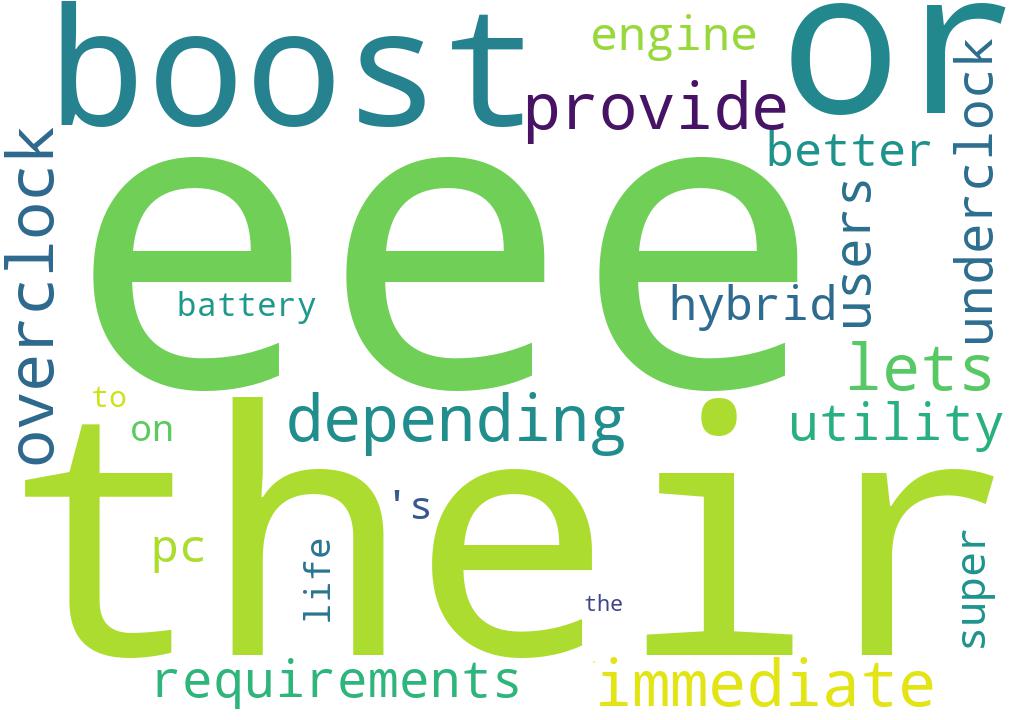 boost
or
engine
provide
better
overclock
underclock
users
eee
battery
hybrid
lets
to
on
depending
utility
their
's
pc
life
the
super
requirements
immediate